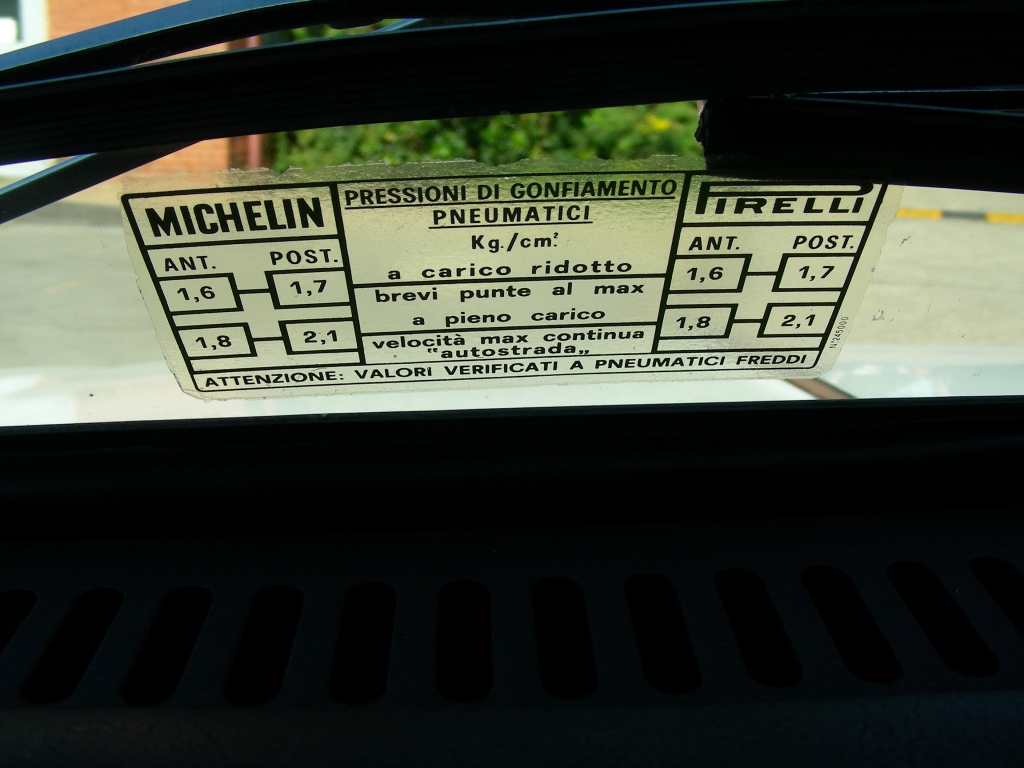 MICHELIN
ANT. POST.
1,6 1,7
1,8 2,1
PRESSIONI DI GONFIAMENTO
PNEUMATICI
Kg./cm²
a carico ridotto
brevi punte al max
a pieno carico
velocità max continua
"autostrada„
PIRELLI
ANT. POST.
1,6 1,7
1,8 2,1
ATTENZIONE: VALORI VERIFICATI A PNEUMATICI FREDDI
N°245000